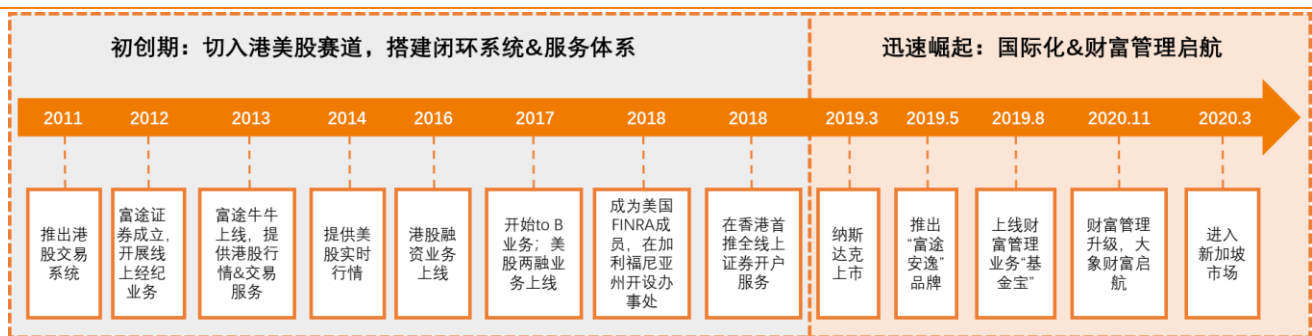 初创期：切入港美股赛道，搭建闭环系统&服务体系
迅速崛起：国际化&财富管理启航
2011
2012
2013
2014
2016
2017
2018
2018
2019.3
2019.5
2019.8
2020.11
2020.3
推出港
股交易
系统
富途证
券成立，
开展线
上经纪
业务
富途牛牛
上线，提
供港股行
情&交易
服务
提供美
股实时
行情
港股融
资业务
上线
开始to B
业务；美
股两融业
务上线
成为美国
FINRA成
员，在加
利福尼亚
州开设办
事处
在香港首
推全线上
证券开户
服务
纳斯
达克
上市
推出
“富途
安逸”
品牌
上线财
富管理
业务“基
金宝”
财富管理
升级，大
象财富启
航
进入
新加坡
市场